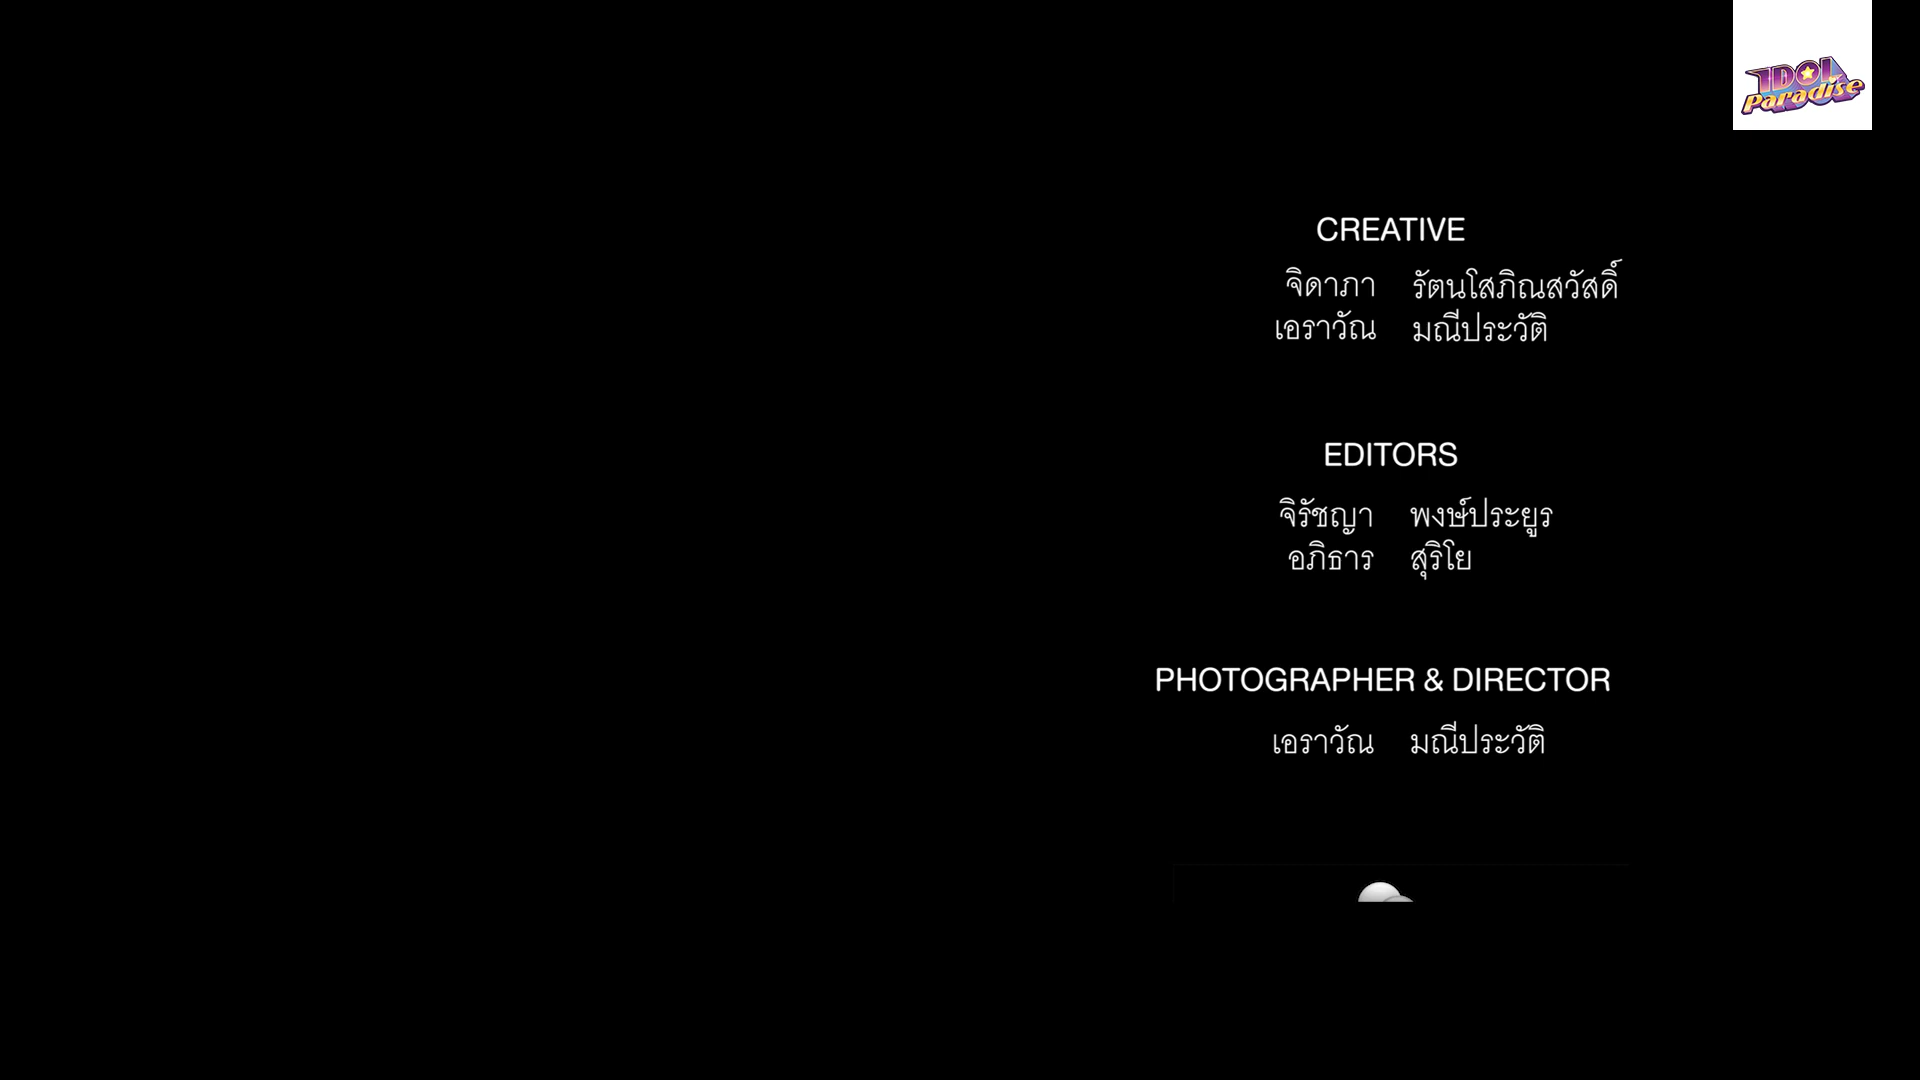 IDOL
Paradise
CREATIVE
จิดาภา รัตนโสภิณสวัสดิ์
เอราวัณ มณีประวัติ
EDITORS
จิรัชญา พงษ์ประยูร
อภิธาร สุริโย
PHOTOGRAPHER & DIRECTOR
เอราวัณ มณีประวัติ